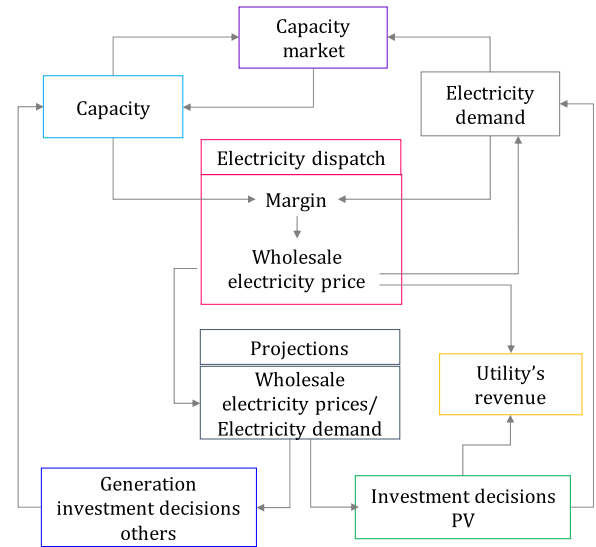 Capacity
market
Capacity
Electricity
demand
Electricity dispatch
Margin
Wholesale
electricity price
Projections
Wholesale
electricity prices/
Electricity demand
Utility’s
revenue
Generation
investment decisions
others
Investment decisions
PV